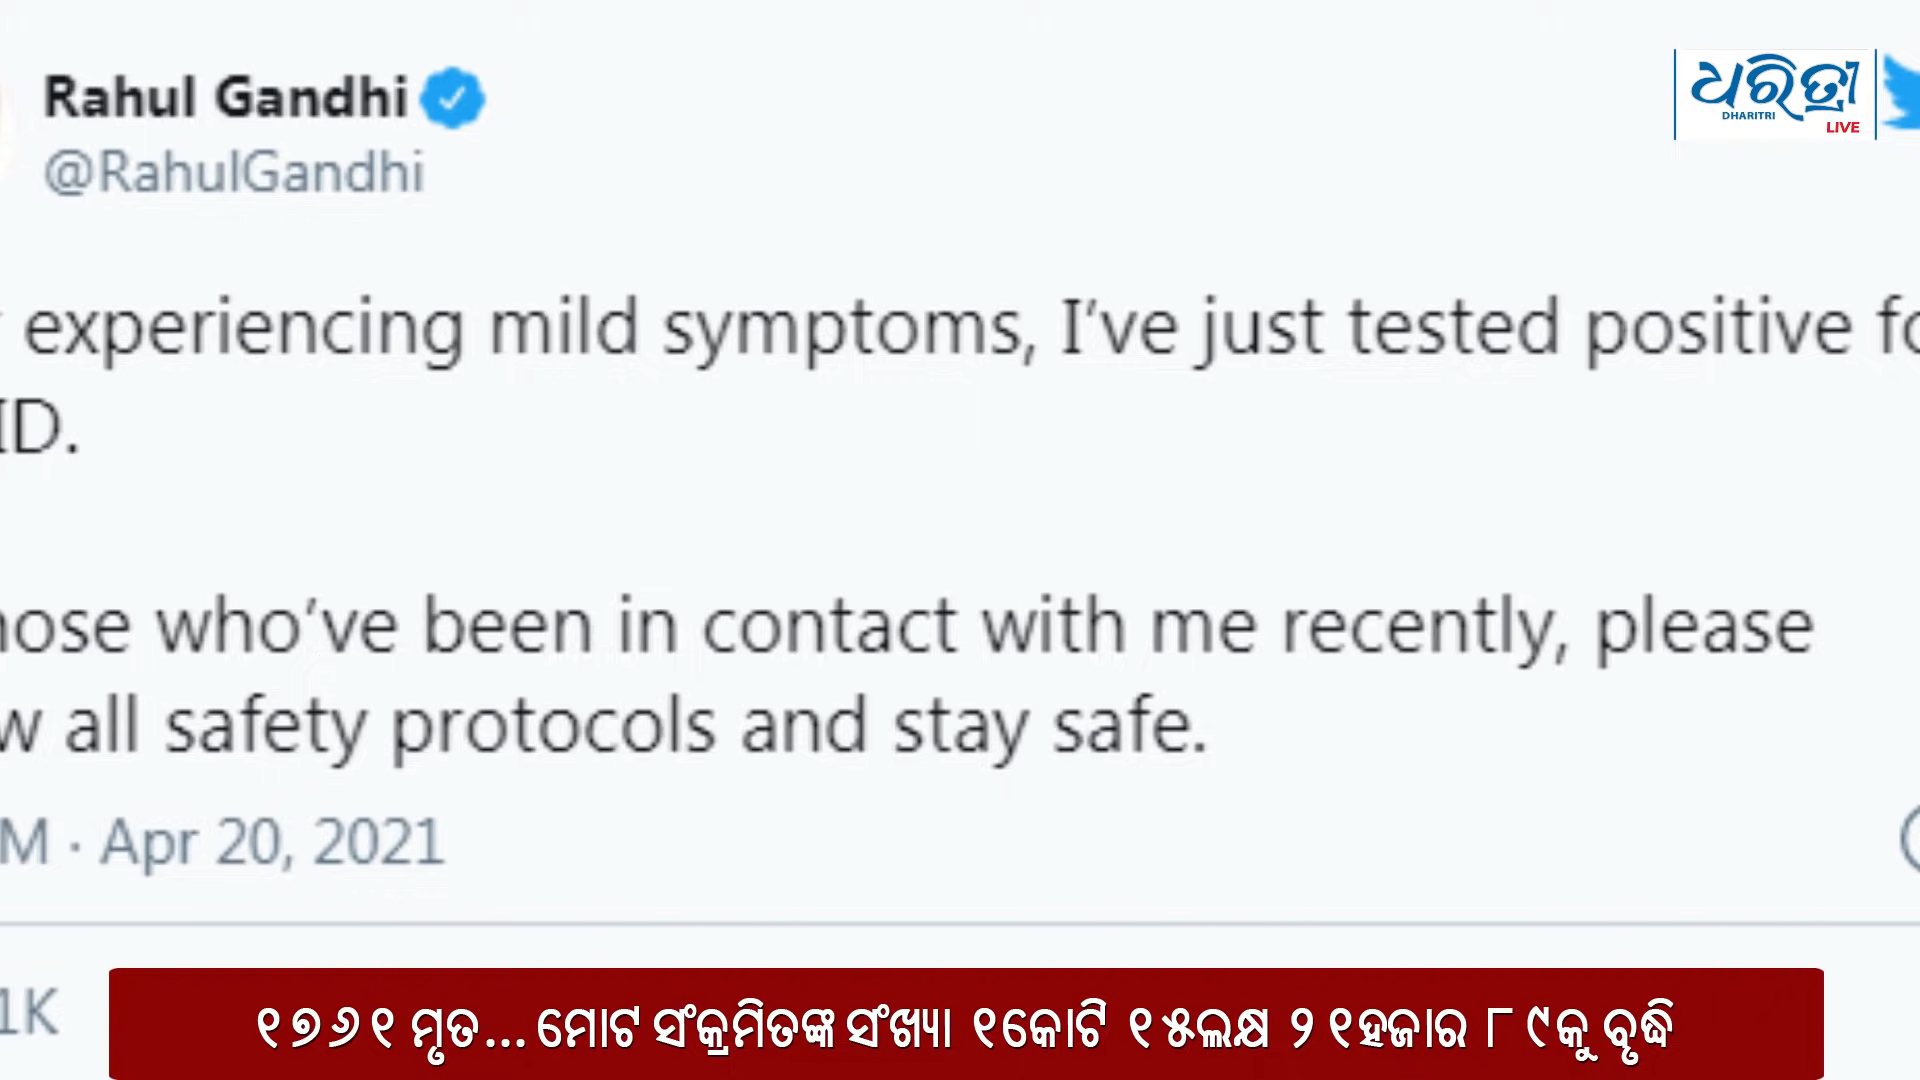 Rahul Gandhi
@RahulGandhi
ଧରିତ୍ରୀ
DHARITRI
LIVE
experiencing mild symptoms, I’ve just tested positive fo
ID.
hose who’ve been in contact with me recently, please
w all safety protocols and stay safe.
M · Apr 20, 2021
1K
୧୭୬୧ ମୃତ... ମୋଟ ସଂକ୍ରମିତଙ୍କ ସଂଖ୍ୟା ୧କୋଟି ୧୫ଲକ୍ଷ ୨୧ହଜାର ୮୯କୁ ବୃଦ୍ଧି